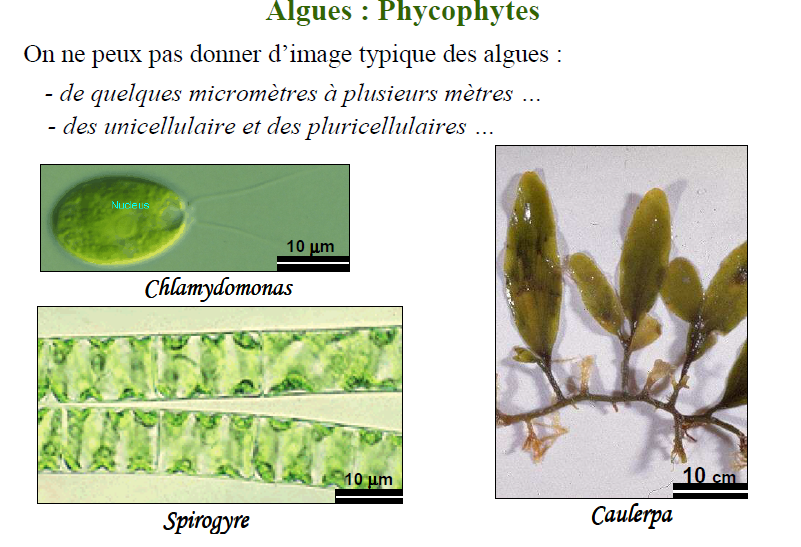 Algues : Phycophytes
On ne peux pas donner d'image typique des algues :
- de quelques micromètres à plusieurs mètres …
- des unicellulaire et des pluricellulaires …
Nucleus
10 µm
Chlamydomonas
10 µm
Spirogyre
10 cm
Caulerpa